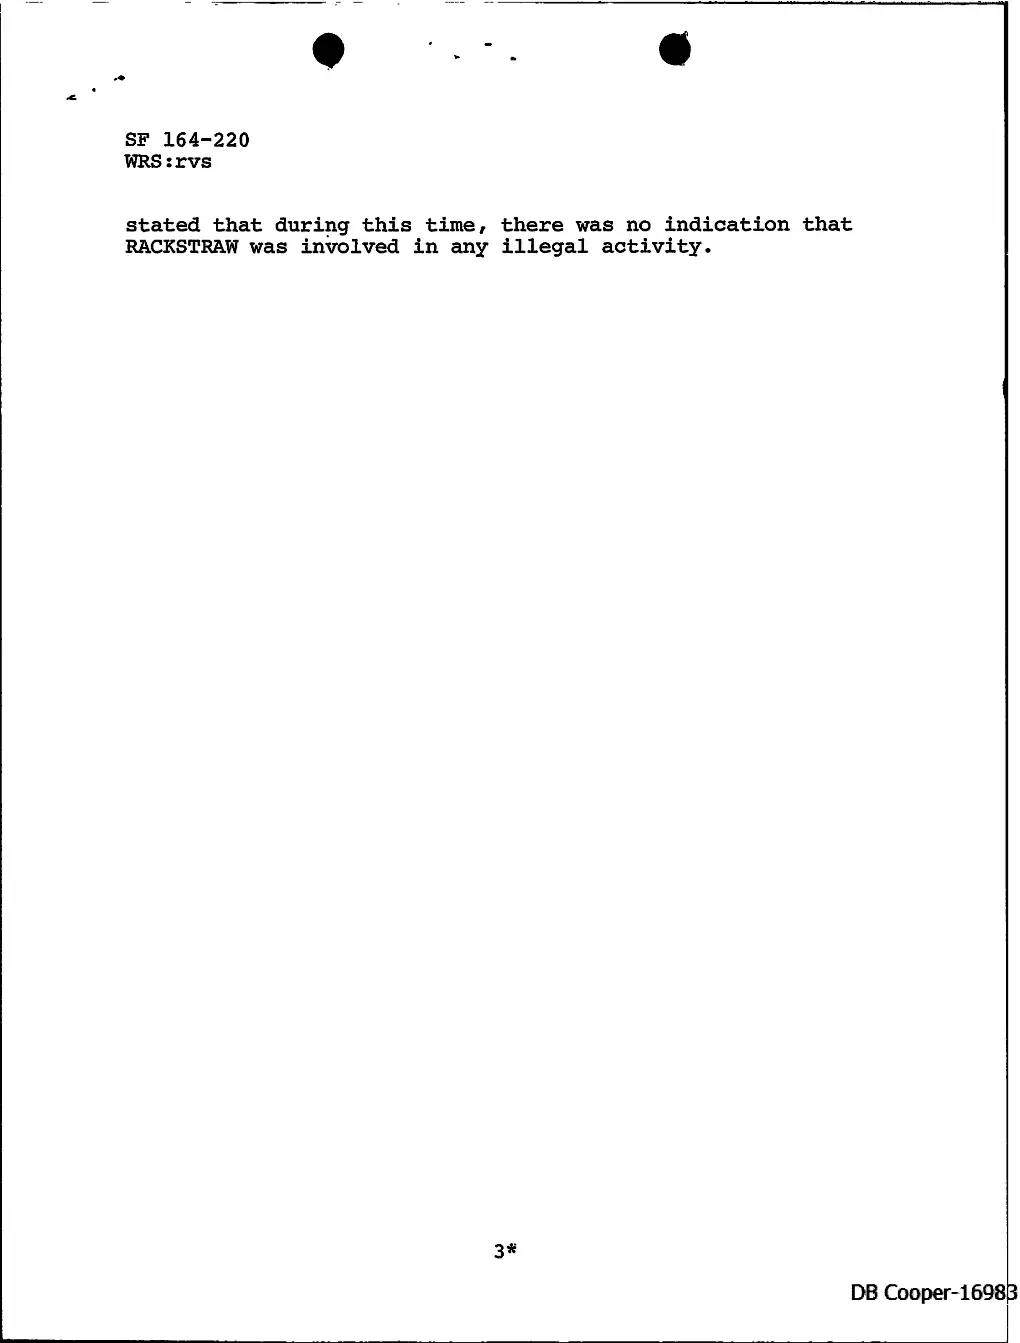 SF 164-220
WRS:rvs
stated that during this time, there was no indication that
RACKSTRAW was involved in any illegal activity.
3*
DB Cooper-16983